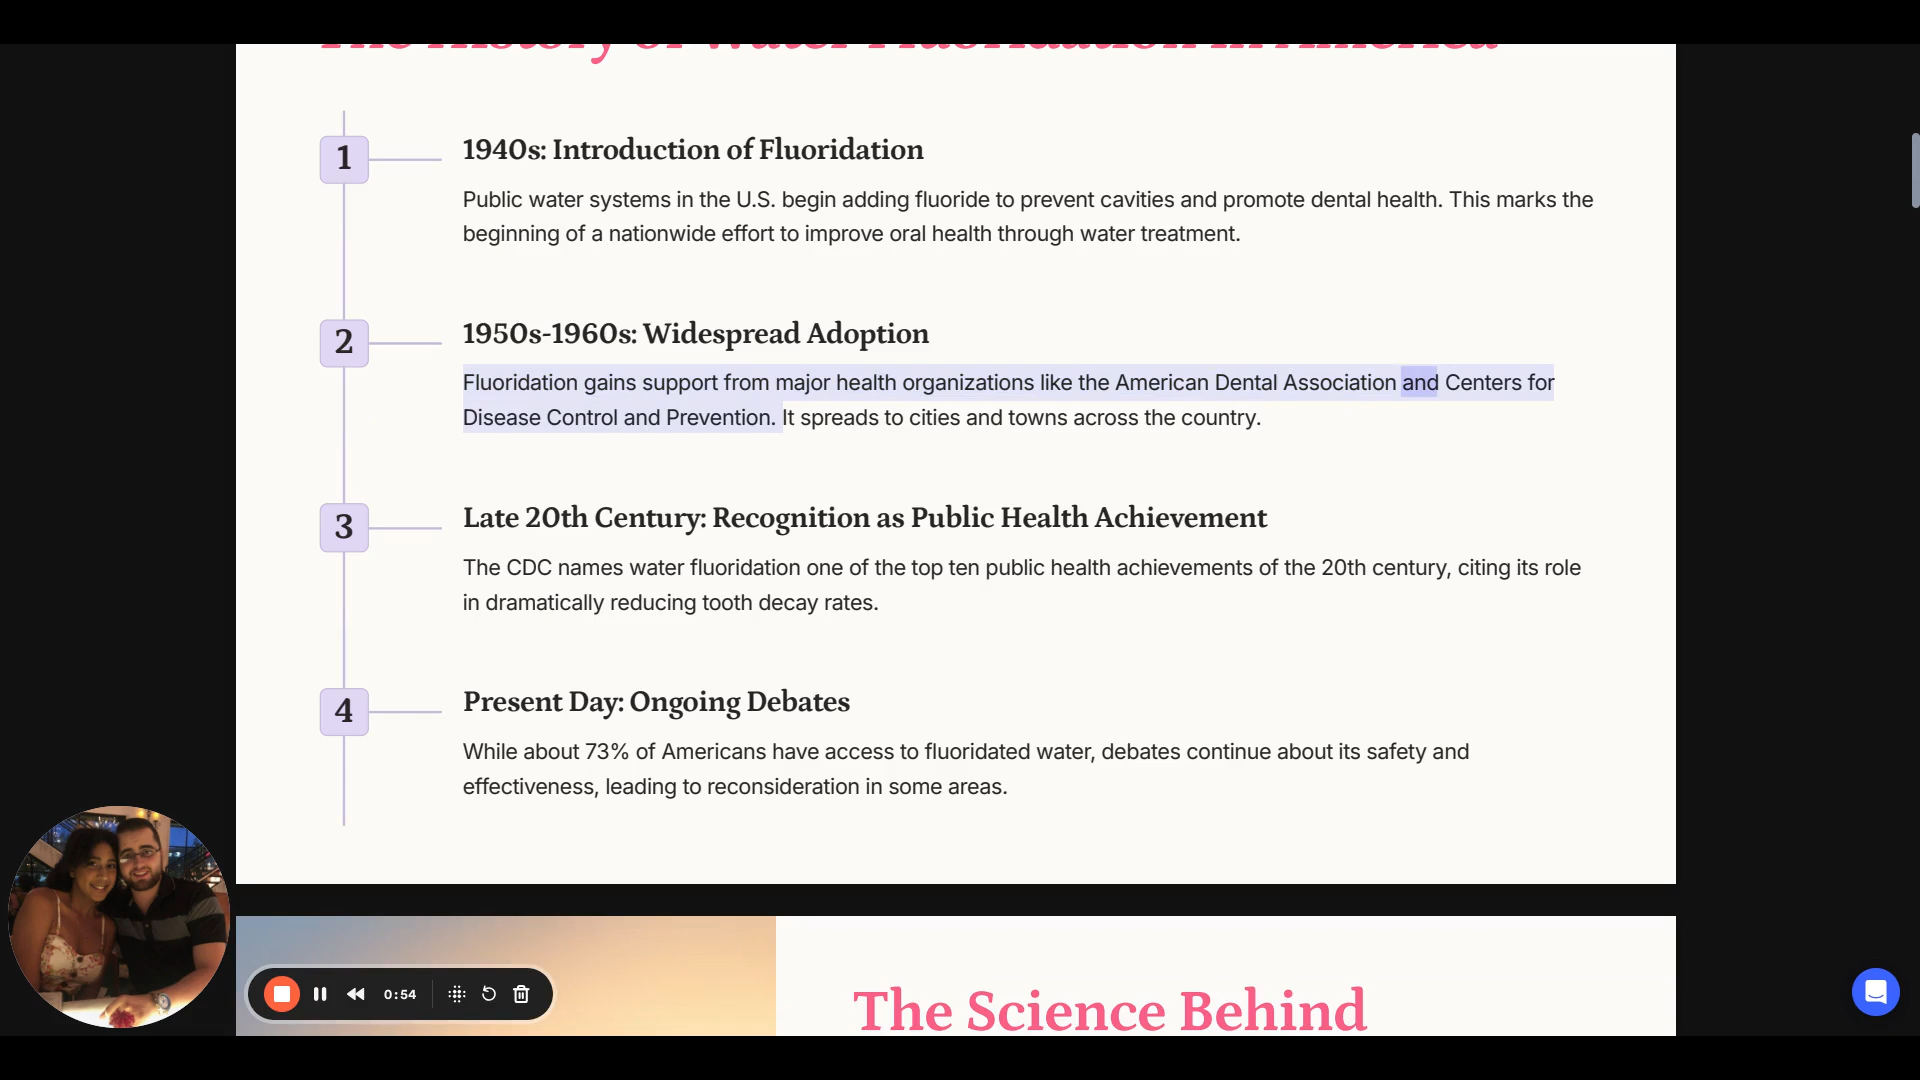 The History of Water Fluoridation in America
1
1940s: Introduction of Fluoridation
Public water systems in the U.S. begin adding fluoride to prevent cavities and promote dental health. This marks the
beginning of a nationwide effort to improve oral health through water treatment.
2
1950s-1960s: Widespread Adoption
Fluoridation gains support from major health organizations like the American Dental Association and Centers for
Disease Control and Prevention. It spreads to cities and towns across the country.
3
Late 20th Century: Recognition as Public Health Achievement
The CDC names water fluoridation one of the top ten public health achievements of the 20th century, citing its role
in dramatically reducing tooth decay rates.
4
Present Day: Ongoing Debates
While about 73% of Americans have access to fluoridated water, debates continue about its safety and
effectiveness, leading to reconsideration in some areas.
0:54
The Science Behind